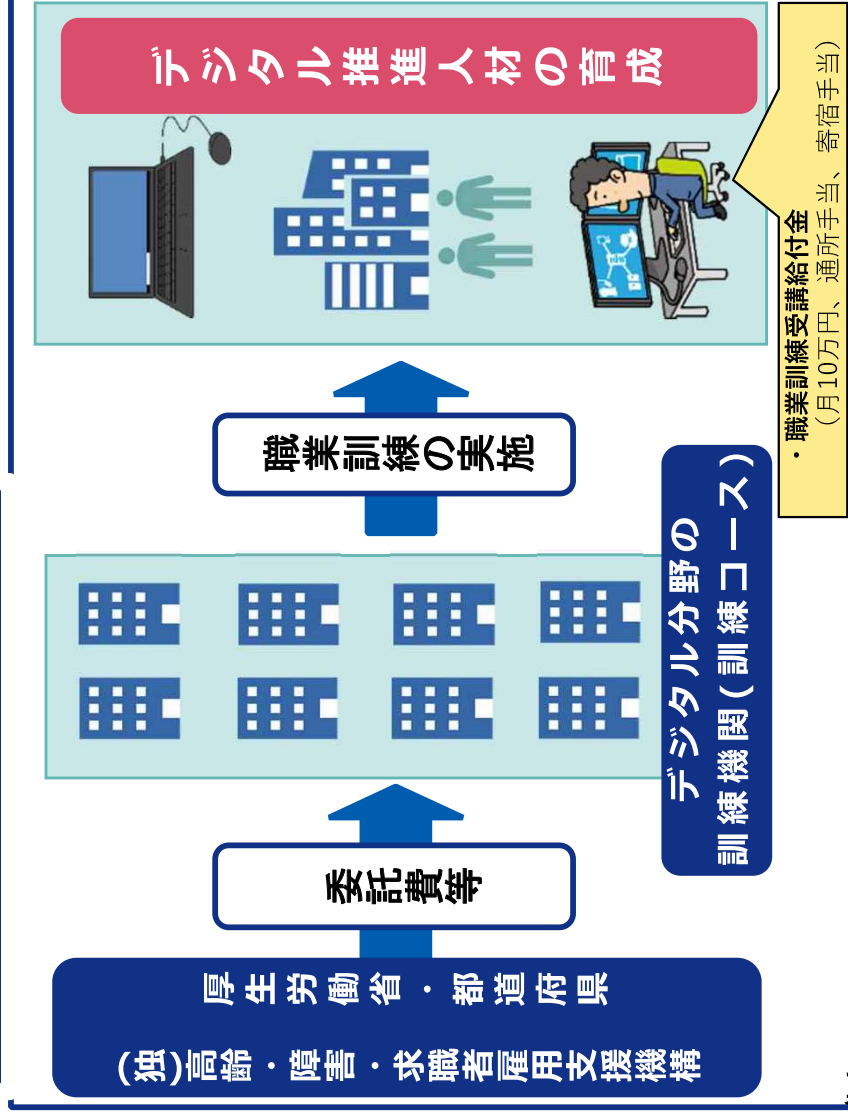 厚生労働省・都道府県
(独)高齢・障害・求職者雇用支援機構
委託費等
デジタル分野の
訓練機関(訓練コース)
職業訓練の実施
デジタル推進人材の育成
・職業訓練受講給付金
（月10万円、通所手当、寄宿手当）